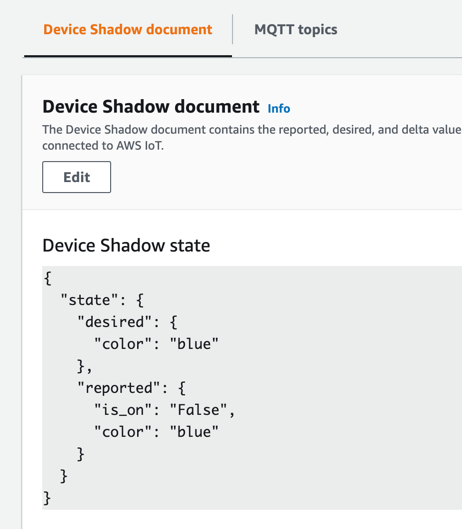 Device Shadow document
MQTT topics
Device Shadow document Info
The Device Shadow document contains the reported, desired, and delta value
connected to AWS IoT.
Edit
Device Shadow state
{
  "state": {
    "desired": {
      "color": "blue"
    },
    "reported": {
      "is_on": "False",
      "color": "blue"
    }
  }
}